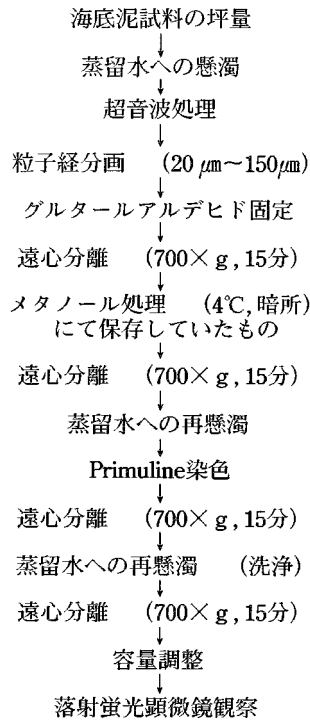 海底泥試料の坪量
蒸留水への懸濁
超音波処理
粒子経分画 (20 μm～150μm)
グルタールアルデヒド固定
遠心分離 (700×g, 15分)
メタノール処理 (4℃, 暗所)
にて保存していたもの
遠心分離 (700×g, 15分)
蒸留水への再懸濁
Primuline染色
遠心分離 (700×g, 15分)
蒸留水への再懸濁 (洗浄)
遠心分離 (700×g, 15分)
容量調整
落射蛍光顕微鏡観察